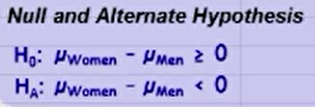 Null and Alternate Hypothesis
H₀: μWomen - μMen ≥ 0
Hₐ: μWomen - μMen < 0